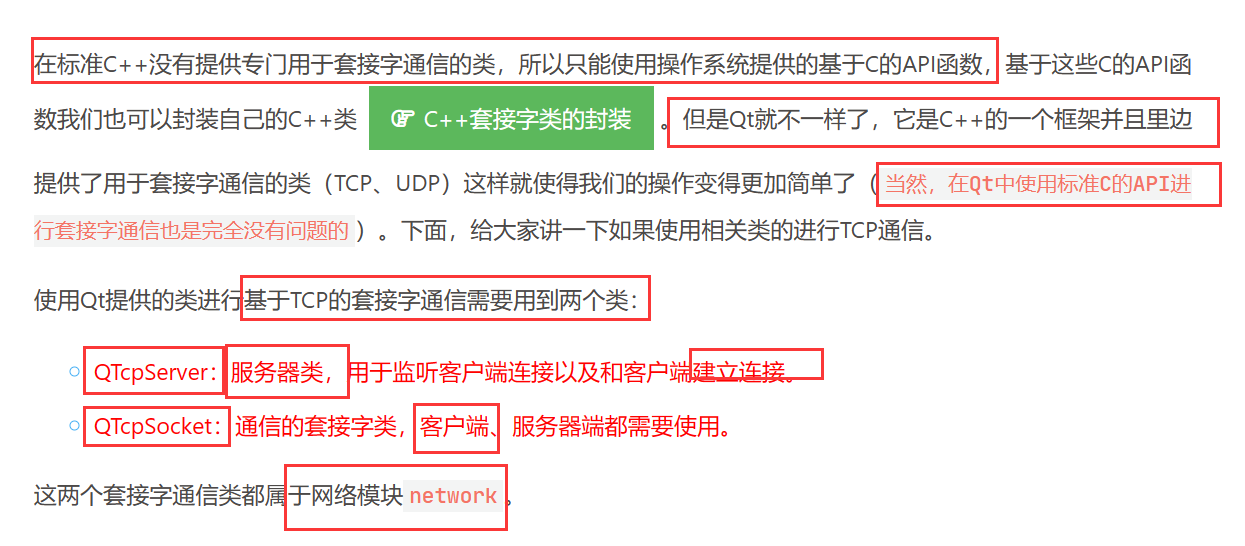 在标准C++没有提供专门用于套接字通信的类，所以只能使用操作系统提供的基于C的API函数，基于这些C的API函
数我们也可以封装自己的C++类 C++套接字类的封装 。但是Qt就不一样了，它是C++的一个框架并且里边
提供了用于套接字通信的类（TCP、UDP）这样就使得我们的操作变得更加简单了（当然，在Qt中使用标准C的API进
行套接字通信也是完全没有问题的）。下面，给大家讲一下如果使用相关类的进行TCP通信。
使用Qt提供的类进行基于TCP的套接字通信需要用到两个类：
QTcpServer：服务器类，用于监听客户端连接以及和客户端建立连接。
QTcpSocket：通信的套接字类，客户端、服务器端都需要使用。
这两个套接字通信类都属于网络模块network。